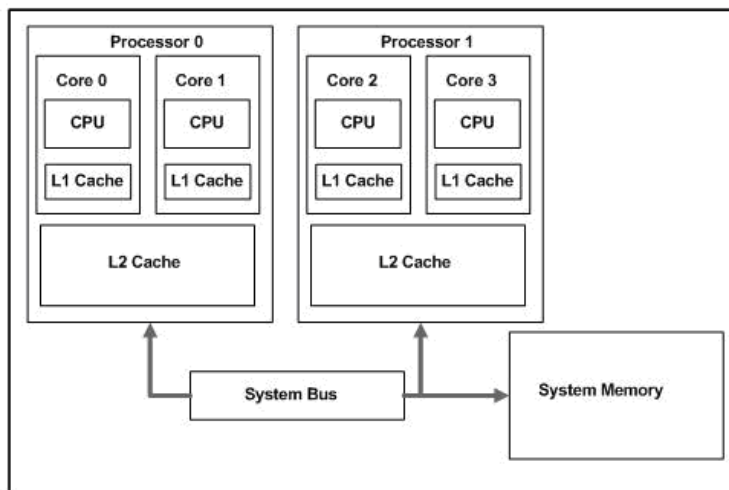 Processor 0
Processor 1
Core 0
Core 1
Core 2
Core 3
CPU
CPU
CPU
CPU
L1 Cache
L1 Cache
L1 Cache
L1 Cache
L2 Cache
L2 Cache
System Bus
System Memory